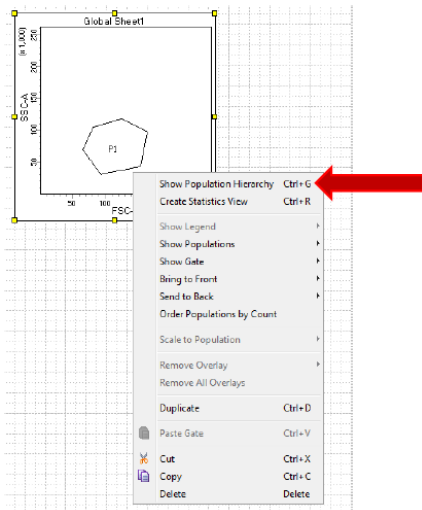 Global Sheet1
(x 1,000)
250
200
150
100
50
SSC-A
P1
50 100
FSC-
Show Population Hierarchy Ctrl+G
Create Statistics View Ctrl+R
Show Legend
Show Populations
Show Gate
Bring to Front
Send to Back
Order Populations by Count
Scale to Population
Remove Overlay
Remove All Overlays
Duplicate Ctrl+D
Paste Gate Ctrl+V
Cut Ctrl+X
Copy Ctrl+C
Delete Delete